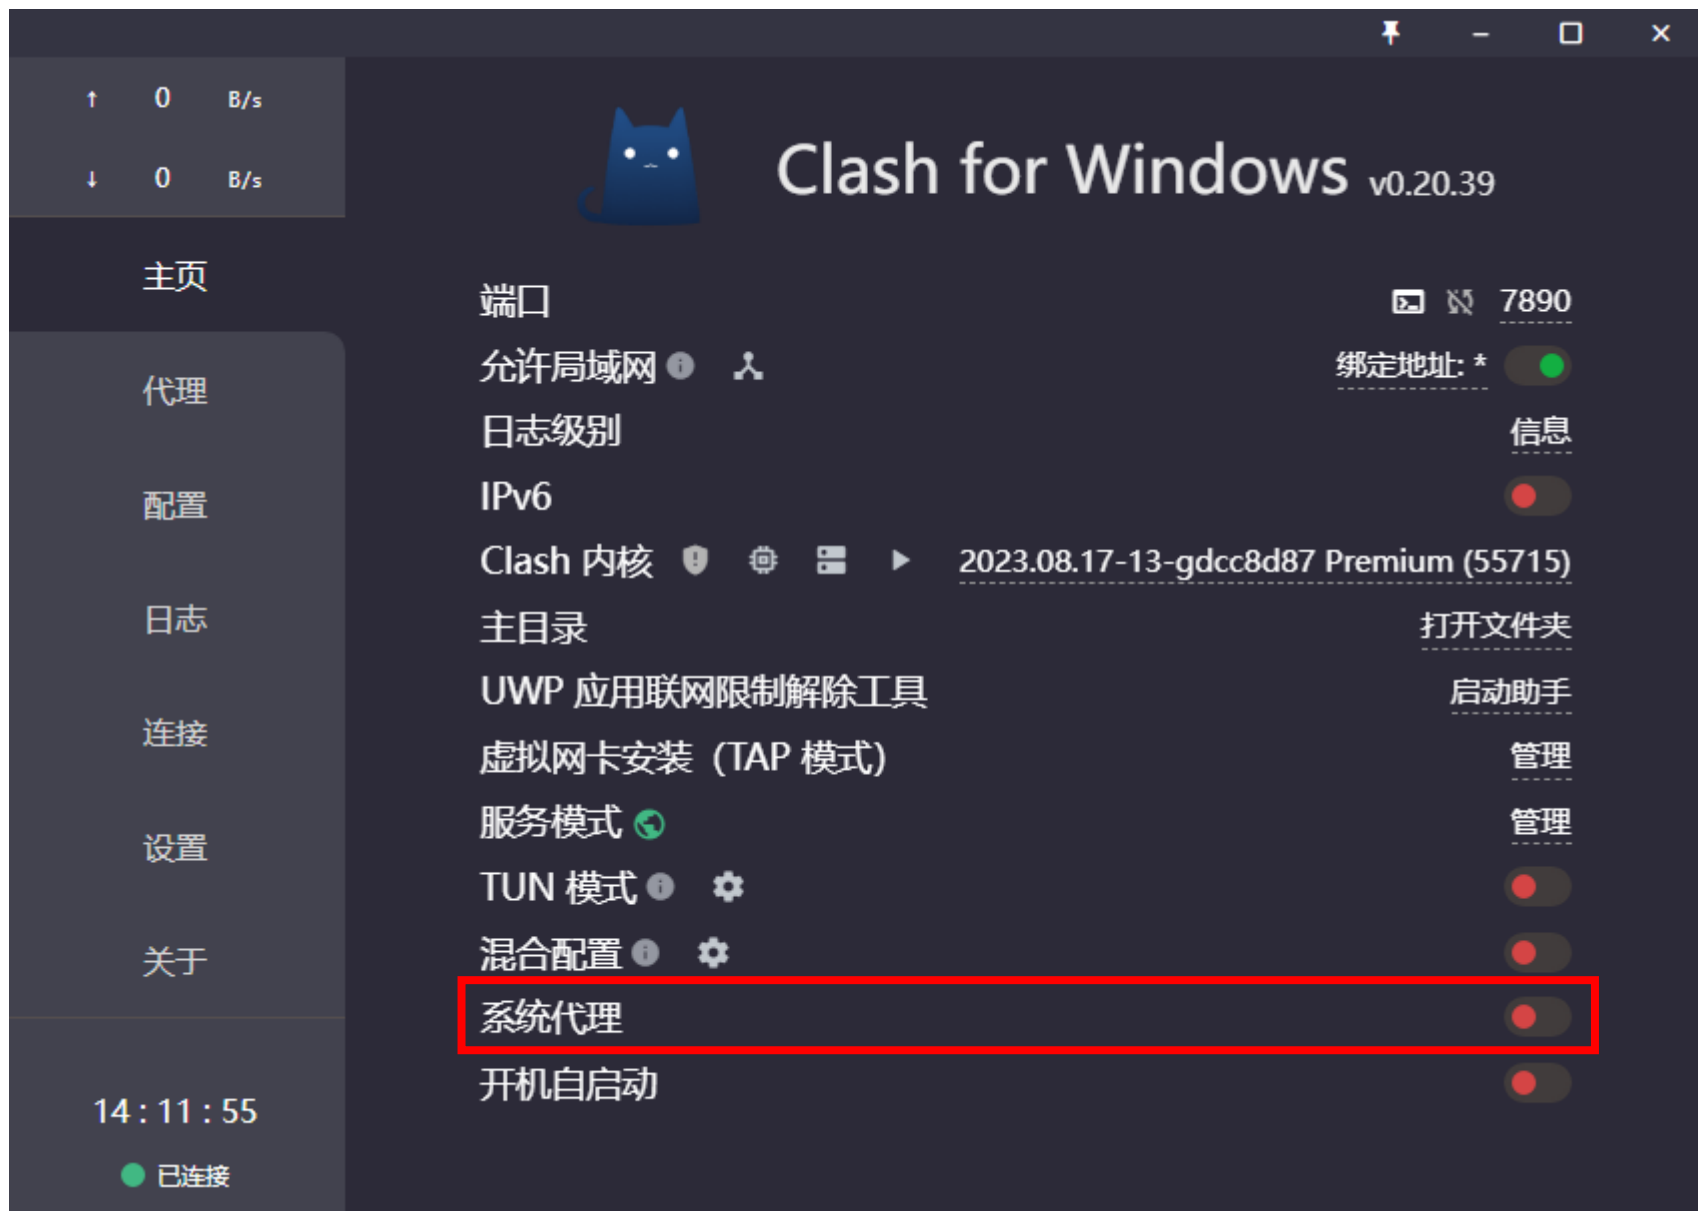 ↑ 0 B/s
↓ 0 B/s
主页
代理
配置
日志
连接
设置
关于
14 : 11 : 55
已连接
Clash for Windows v0.20.39
端口 7890
允许局域网 绑定地址: *
日志级别 信息
IPv6
Clash 内核 2023.08.17-13-gdcc8d87 Premium (55715)
主目录 打开文件夹
UWP 应用联网限制解除工具 启动助手
虚拟网卡安装（TAP 模式） 管理
服务模式 管理
TUN 模式
混合配置
系统代理
开机自启动